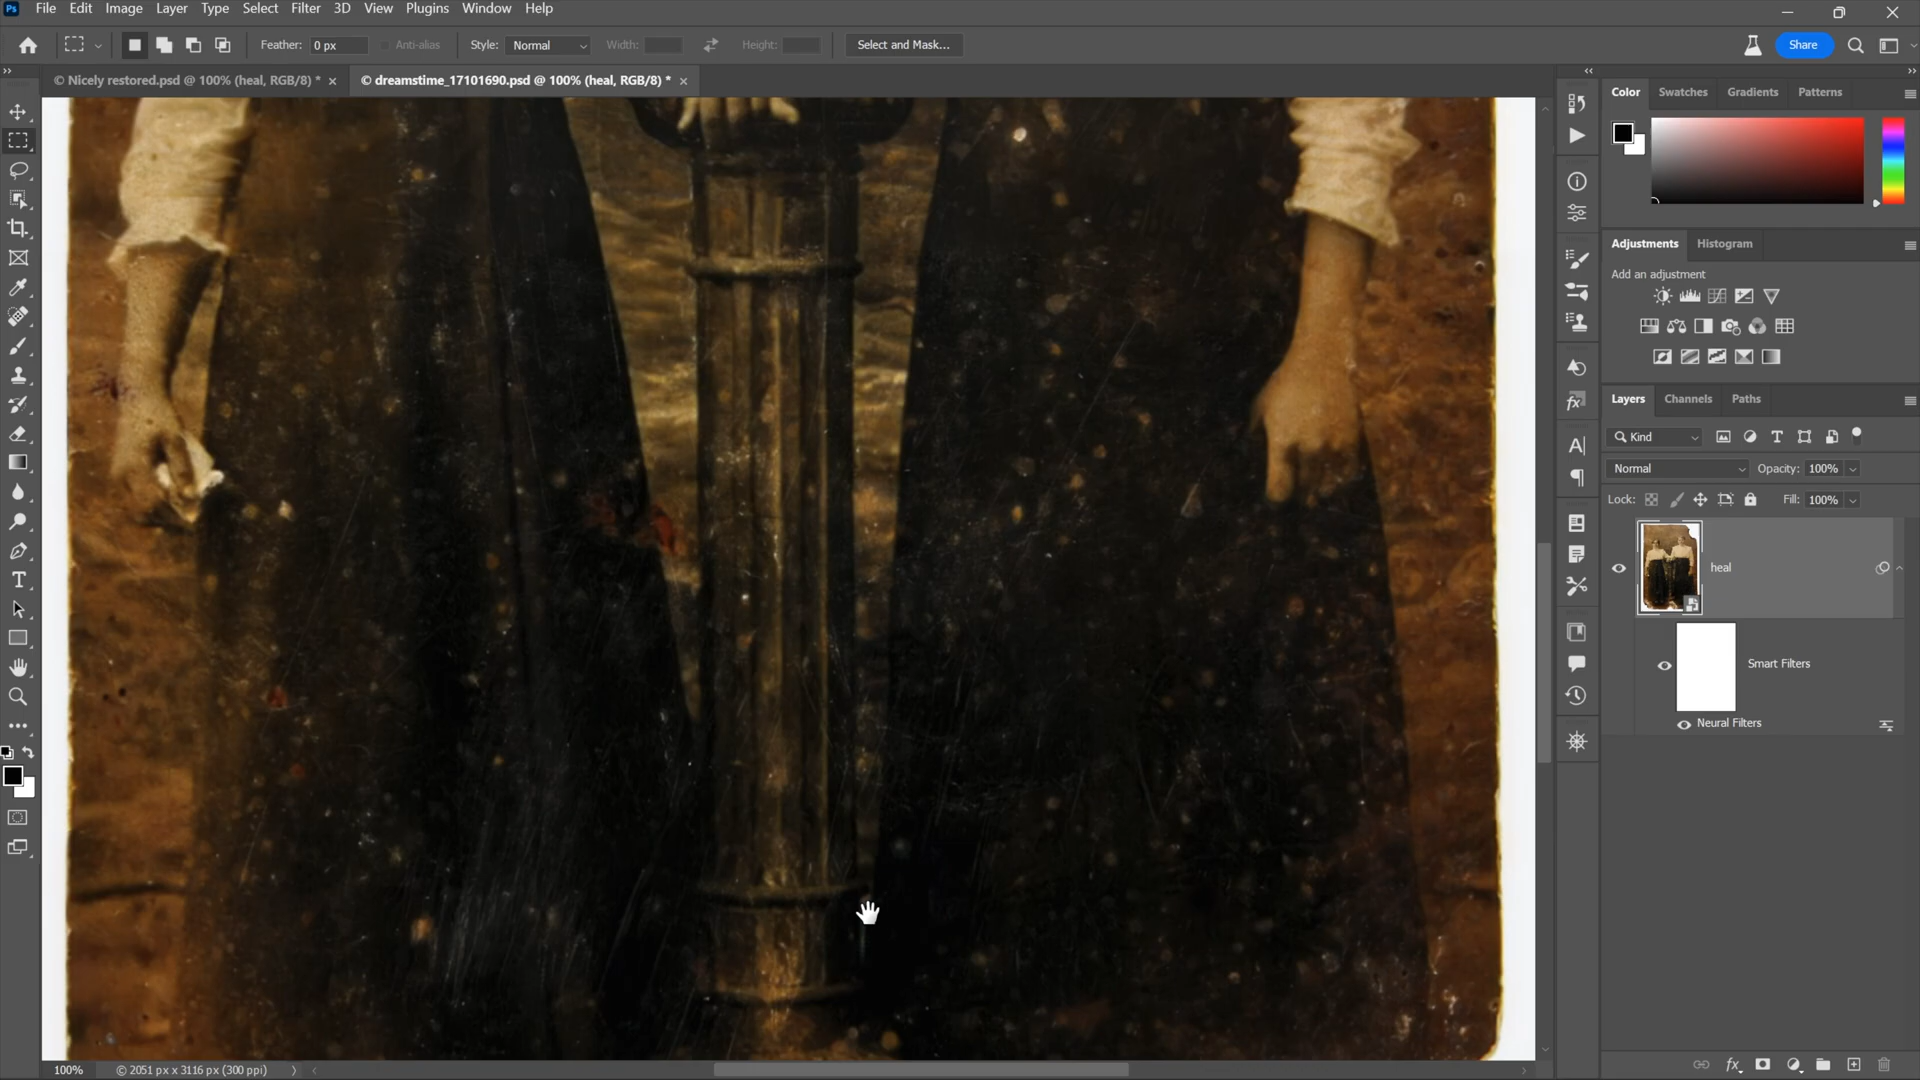 Ps File Edit Image Layer Type Select Filter 3D View Plugins Window Help
Feather: 0 px Anti-alias Style: Normal Width: Height: Select and Mask... Share
© Nicely restored.psd @ 100% (heal, RGB/8) * × © dreamstime_17101690.psd @ 100% (heal, RGB/8) * ×
Color Swatches Gradients Patterns
Adjustments Histogram
Add an adjustment
Layers Channels Paths
Kind
Normal Opacity: 100%
Lock: Fill: 100%
heal
Smart Filters
Neural Filters
100% © 2051 px x 3116 px (300 ppi)